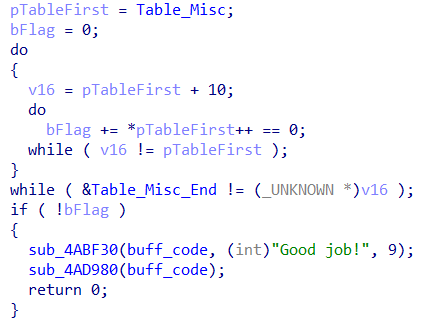 pTableFirst = Table_Misc;
bFlag = 0;
do
{
  v16 = pTableFirst + 10;
  do
    bFlag += *pTableFirst++ == 0;
  while ( v16 != pTableFirst );
}
while ( &Table_Misc_End != (_UNKNOWN *)v16 );
if ( !bFlag )
{
  sub_4ABF30(buff_code, (int)"Good job!", 9);
  sub_4AD980(buff_code);
  return 0;
}